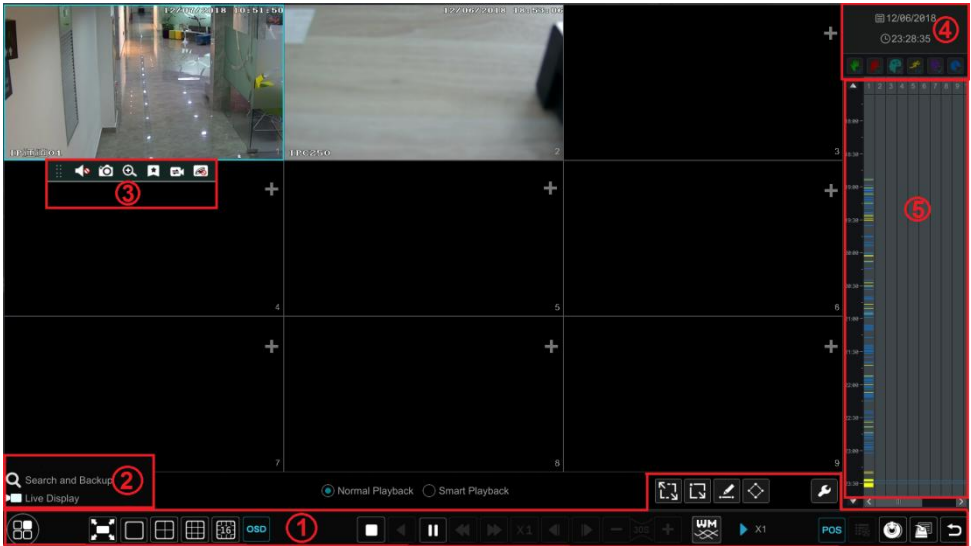 12/07/2018 10:51:50
12/06/2018 18:53:06
12/06/2018
④
23:28:35
1 2 3 4 5 6 7 8 9
IPC250
2
3
③
⑤
4
5
6
7
8
9
Search and Backup
②
Live Display
Normal Playback
Smart Playback
16
OSD
①
X1
30S
WM
X1
POS